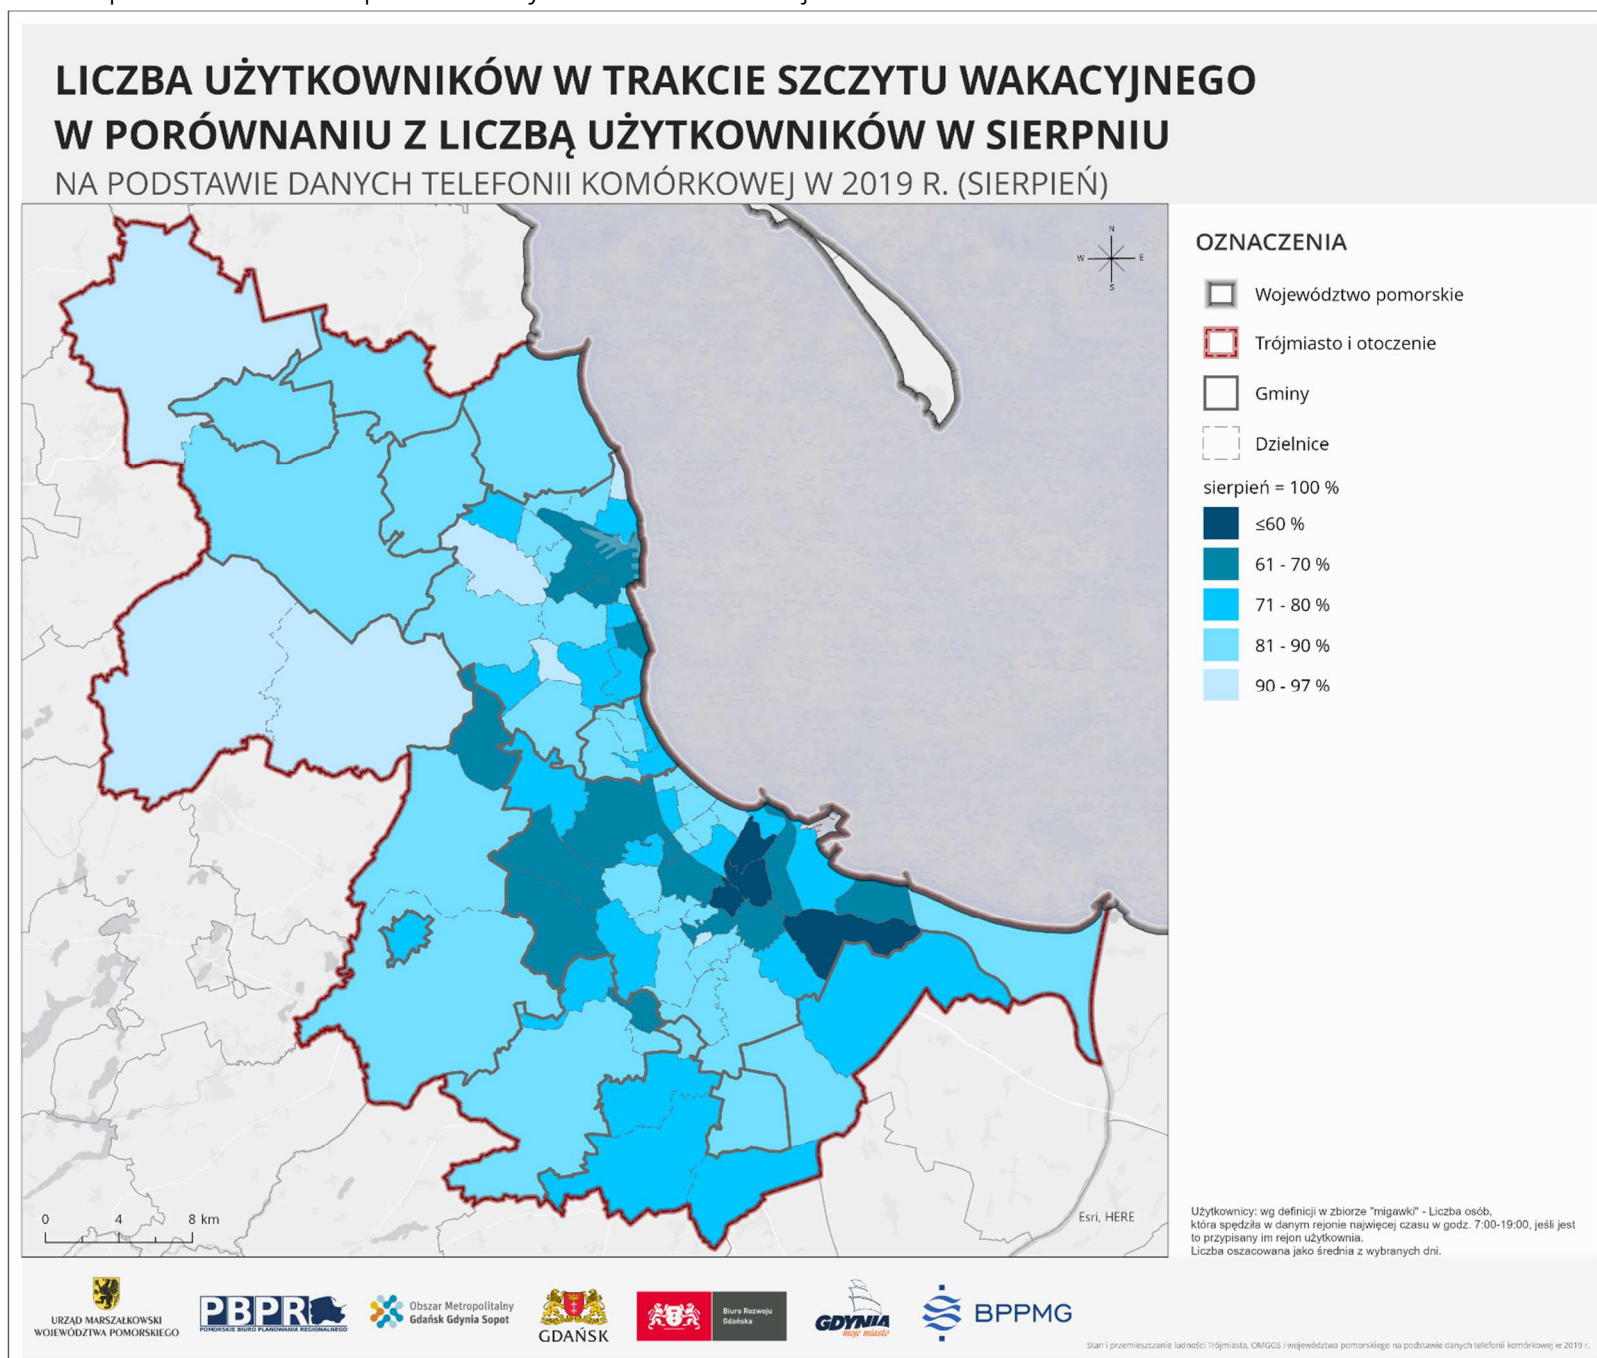 LICZBA UŻYTKOWNIKÓW W TRAKCIE SZCZYTU WAKACYJNEGO
W PORÓWNANIU Z LICZBĄ UŻYTKOWNIKÓW W SIERPNIU
NA PODSTAWIE DANYCH TELEFONII KOMÓRKOWEJ W 2019 R. (SIERPIEŃ)
N
W E
S
OZNACZENIA
Województwo pomorskie
Trójmiasto i otoczenie
Gminy
Dzielnice
sierpień = 100 %
≤60 %
61 - 70 %
71 - 80 %
81 - 90 %
90 - 97 %
0 4 8 km
Esri, HERE
Użytkownicy: wg definicji w zbiorze "migawki" - Liczba osób,
która spędziła w danym rejonie najwięcej czasu w godz. 7:00-19:00, jeśli jest
to przypisany im rejon użytkownia.
Liczba oszacowana jako średnia z wybranych dni.
URZĄD MARSZAŁKOWSKI
WOJEWÓDZTWA POMORSKIEGO
PBPR
POMORSKIE BIURO PLANOWANIA REGIONALNEGO
Obszar Metropolitalny
Gdańsk Gdynia Sopot
GDAŃSK
Biuro Rozwoju
Gdańska
GDYNIA
moje miasto
BPPMG
Stan i przemieszczanie ludności Trójmiasta, OMGGS i województwa pomorskiego na podstawie danych telefonii komórkowej w 2019 r.